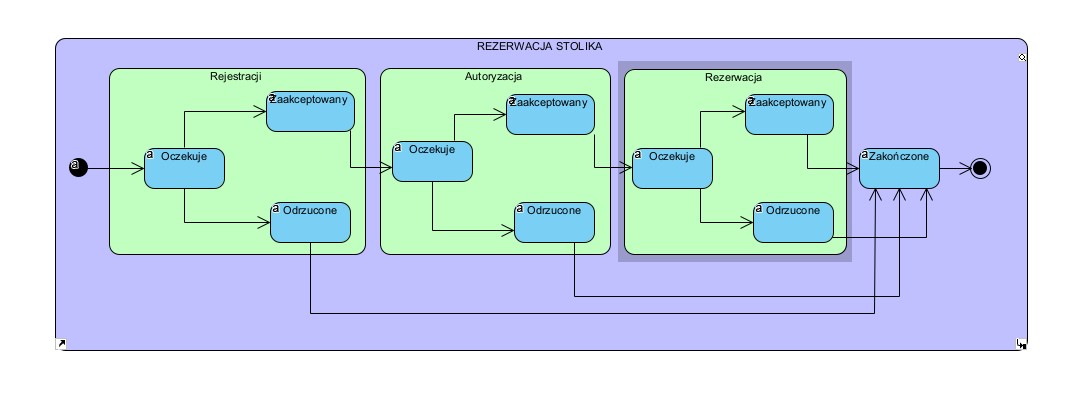 REZERWACJA STOLIKA
Rejestracji
a Zaakceptowany
a Oczekuje
a Odrzucone
Autoryzacja
a Zaakceptowany
a Oczekuje
a Odrzucone
Rezerwacja
a Zaakceptowany
a Oczekuje
a Odrzucone
a Zakończone
a